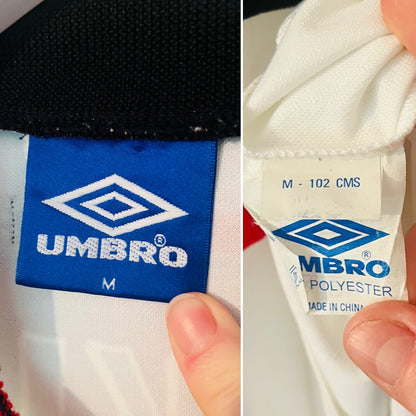 UMBRO®
M
M - 102 CMS
MBRO®
POLYESTER
MADE IN CHINA